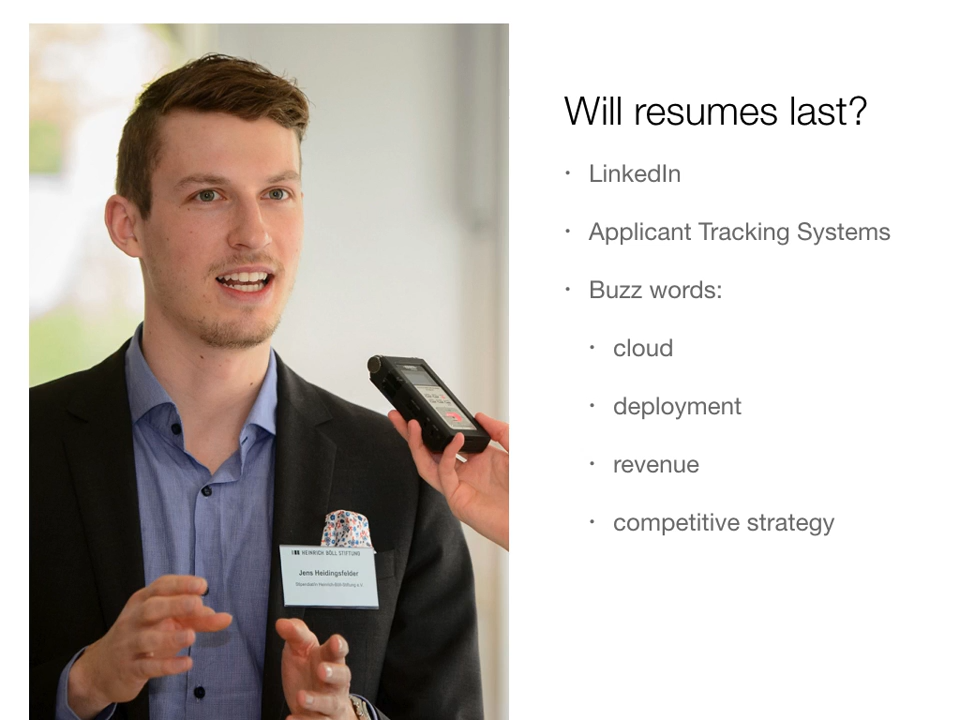 Will resumes last?
• LinkedIn
• Applicant Tracking Systems
• Buzz words:
• cloud
• deployment
• revenue
• competitive strategy
HEINRICH BÖLL STIFTUNG
Jens Heidingsfelder